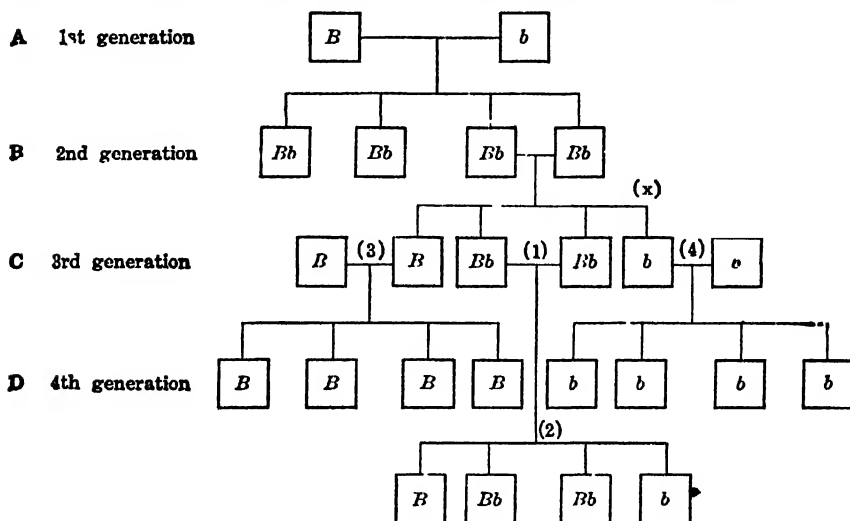 A 1st generation B b
B 2nd generation Bb Bb Bb Bb
(x)
C 3rd generation B (3) B Bb (1) Bb b (4)
D 4th generation B B B B b b b b
(2)
B Bb Bb b